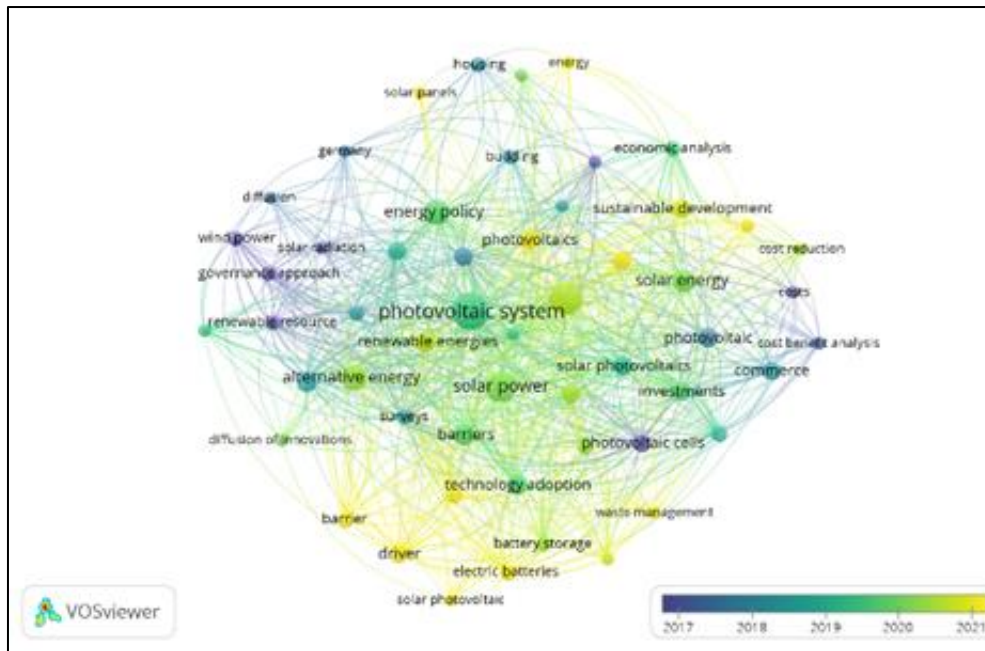 housing
energy
solar panels
germany
building
economic analysis
diffusion
energy policy
sustainable development
wind power
solar radiation
photovoltaics
cost reduction
governance approach
solar energy
costs
photovoltaic system
renewable resource
renewable energies
photovoltaic
cost benefit analysis
alternative energy
solar power
solar photovoltaics
commerce
investments
surveys
diffusion of innovations
barriers
photovoltaic cells
technology adoption
barrier
waste management
driver
battery storage
electric batteries
solar photovoltaic
VOSviewer
2017 2018 2019 2020 2021